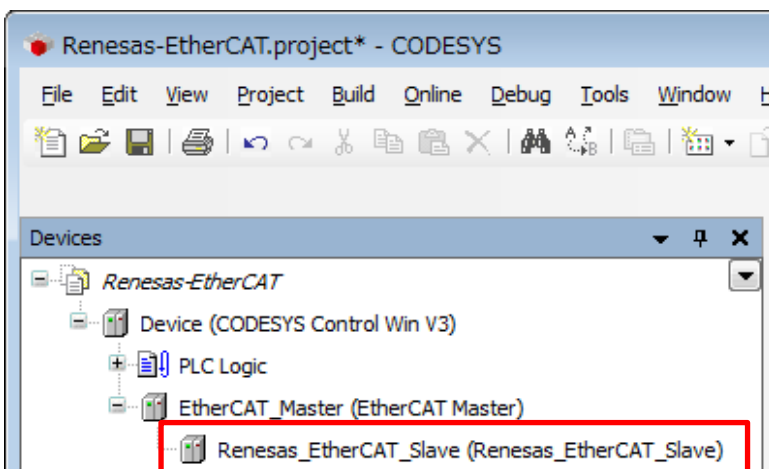 Renesas-EtherCAT.project* - CODESYS
File Edit View Project Build Online Debug Tools Window
Devices
Renesas-EtherCAT
Device (CODESYS Control Win V3)
PLC Logic
EtherCAT_Master (EtherCAT Master)
Renesas_EtherCAT_Slave (Renesas_EtherCAT_Slave)